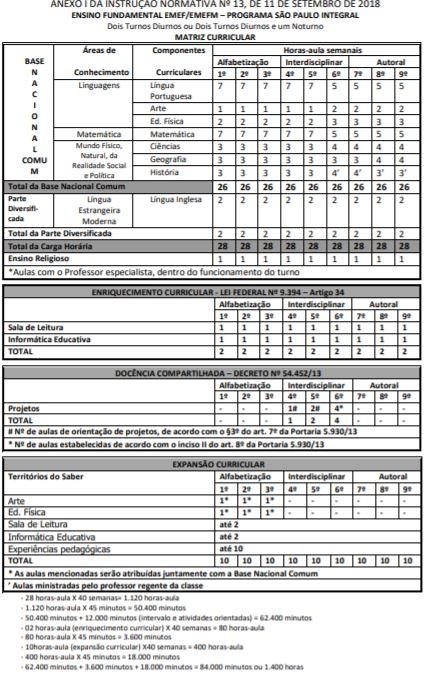 ANEXO I DA INSTRUÇÃO NORMATIVA Nº 13, DE 11 DE SETEMBRO DE 2018
ENSINO FUNDAMENTAL EMEF/EMEFM – PROGRAMA SÃO PAULO INTEGRAL
Dois Turnos Diurnos ou Dois Turnos Diurnos e um Noturno
MATRIZ CURRICULAR
BASE NACIONAL COMUM Áreas de Conhecimento Componentes Curriculares Horas-aula semanais
Alfabetização Interdisciplinar Autoral
1º 2º 3º 4º 5º 6º 7º 8º 9º
Linguagens Língua Portuguesa 7 7 7 7 7 5 5 5 5
Arte 1 1 1 1 1 2 2 2 2
Ed. Física 2 2 2 2 2 3 3 3 3
Matemática Matemática 7 7 7 7 7 5 5 5 5
Mundo Físico, Natural, da Realidade Social e Política Ciências 3 3 3 3 3 4 4 4 4
Geografia 3 3 3 3 3 3 3 4 4
História 3 3 3 3 3 4' 4' 3' 3'
Total da Base Nacional Comum 26 26 26 26 26 26 26 26 26
Parte Diversifi-cada Língua Estrangeira Moderna Língua Inglesa 2 2 2 2 2 2 2 2 2
Total da Parte Diversificada 2 2 2 2 2 2 2 2 2
Total da Carga Horária 28 28 28 28 28 28 28 28 28
Ensino Religioso 1 1 1 1 1 1 1 1 1
*Aulas com o Professor especialista, dentro do funcionamento do turno
ENRIQUECIMENTO CURRICULAR - LEI FEDERAL Nº 9.394 – Artigo 34
Alfabetização Interdisciplinar Autoral
1º 2º 3º 4º 5º 6º 7º 8º 9º
Sala de Leitura 1 1 1 1 1 1 1 1 1
Informática Educativa 1 1 1 1 1 1 1 1 1
TOTAL 2 2 2 2 2 2 2 2 2
DOCÊNCIA COMPARTILHADA – DECRETO Nº 54.452/13
Alfabetização Interdisciplinar Autoral
1º 2º 3º 4º 5º 6º 7º 8º 9º
Projetos - - - 1# 2# 4* - - -
TOTAL - - - 1 2 4 - - -
# Nº de aulas de orientação de projetos, de acordo com o §3º do art. 7º da Portaria 5.930/13
* Nº de aulas estabelecidas de acordo com o inciso II do art. 8º da Portaria 5.930/13
EXPANSÃO CURRICULAR
Territórios do Saber Alfabetização Interdisciplinar Autoral
1º 2º 3º 4º 5º 6º 7º 8º 9º
Arte 1* 1* 1* - - - - - -
Ed. Física 1* 1* 1* - - - - - -
Sala de Leitura até 2
Informática Educativa até 2
Experiências pedagógicas até 10
TOTAL 10 10 10 10 10 10 10 10 10
* As aulas mencionadas serão atribuídas juntamente com a Base Nacional Comum
' Aulas ministradas pelo professor regente da classe
- 28 horas-aula X 40 semanas= 1.120 horas-aula
- 1.120 horas-aula X 45 minutos = 50.400 minutos
- 50.400 minutos + 12.000 minutos (intervalo e atividades orientadas) = 62.400 minutos
- 02 horas-aula (enriquecimento curricular) X 40 semanas = 80 horas-aula
- 80 horas-aula X 45 minutos = 3.600 minutos
- 10horas-aula (expansão curricular) X40 semanas = 400 horas-aula
- 400 horas-aula X 45 minutos = 18.000 minutos
- 62.400 minutos + 3.600 minutos + 18.000 minutos = 84.000 minutos ou 1.400 horas